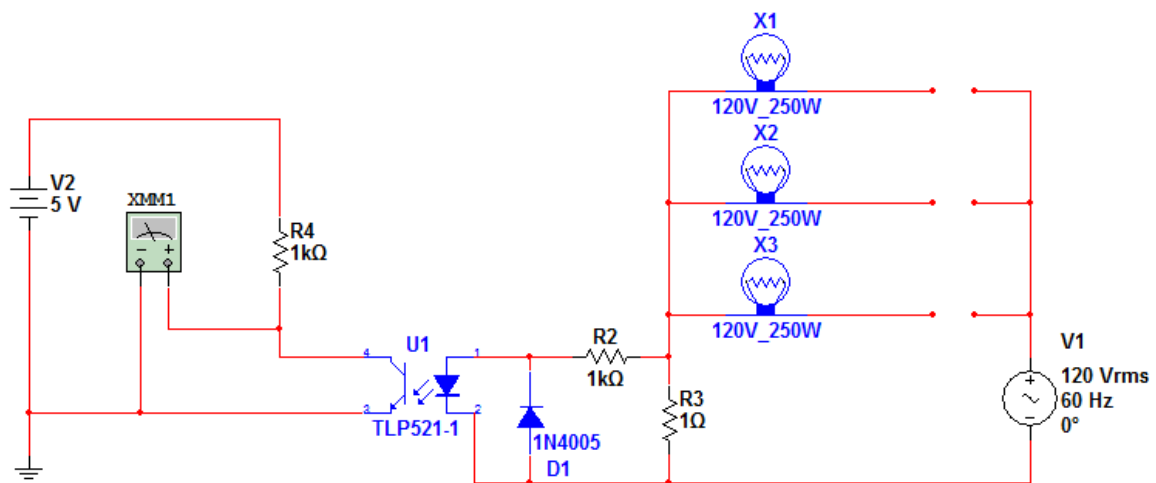 X1
120V_250W
X2
120V_250W
X3
120V_250W
V2
5 V
XMM1
R4
1kΩ
U1
4
1
3
2
TLP521-1
R2
1kΩ
R3
1Ω
1N4005
D1
V1
120 Vrms
60 Hz
0°